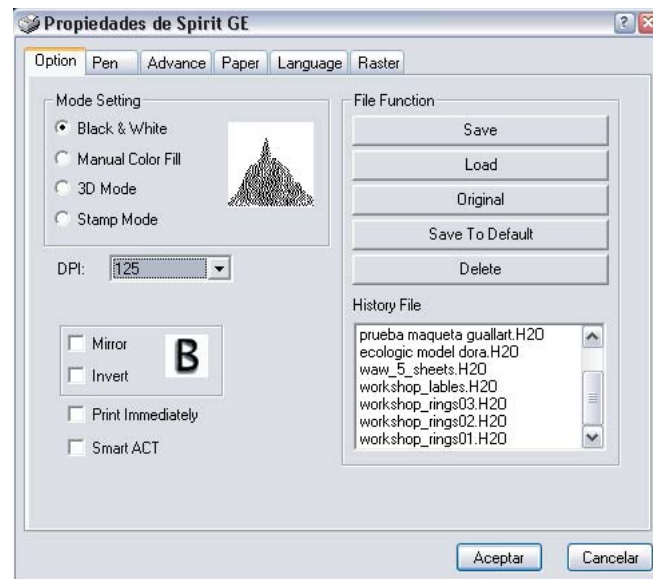 Propiedades de Spirit GE
Option Pen Advance Paper Language Raster
Mode Setting
Black & White
Manual Color Fill
3D Mode
Stamp Mode
DPI: 125
Mirror
Invert
B
Print Immediately
Smart ACT
File Function
Save
Load
Original
Save To Default
Delete
History File
prueba maqueta guallart.H2O
ecologic model dora.H2O
waw_5_sheets.H2O
workshop_lables.H2O
workshop_rings03.H2O
workshop_rings02.H2O
workshop_rings01.H2O
Aceptar Cancelar